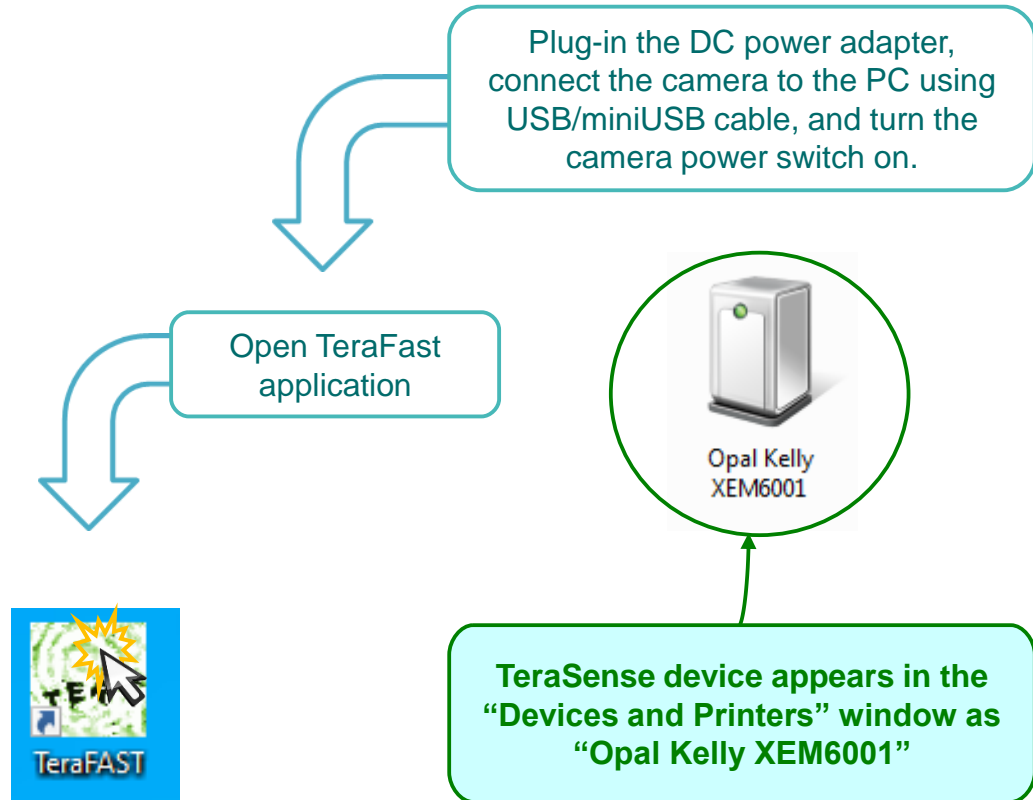 Plug-in the DC power adapter,
connect the camera to the PC using
USB/miniUSB cable, and turn the
camera power switch on.
Open TeraFast
application
Opal Kelly
XEM6001
TeraFAST
TeraSense device appears in the
“Devices and Printers” window as
“Opal Kelly XEM6001”